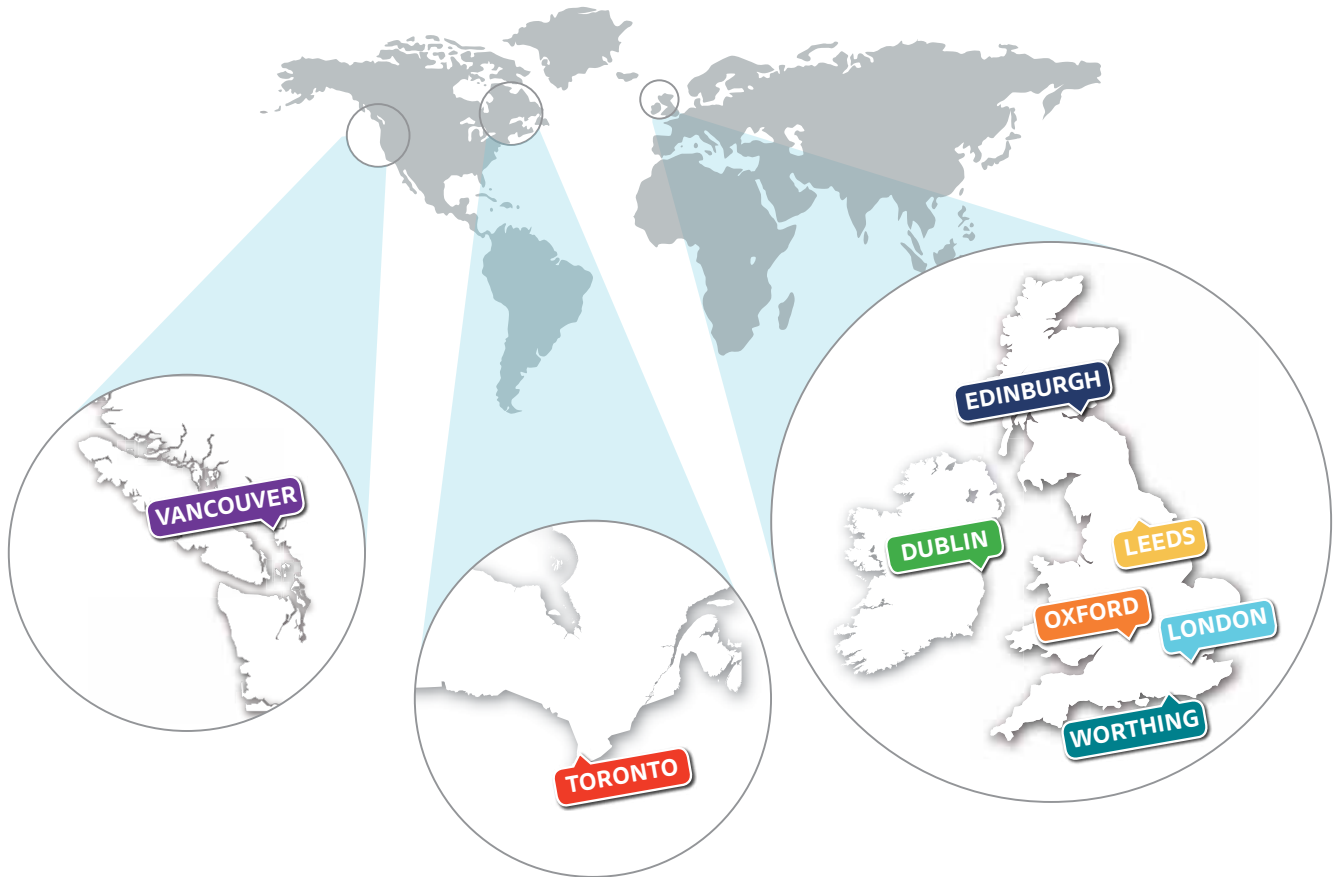 EDINBURGH
VANCOUVER
DUBLIN
LEEDS
OXFORD
LONDON
WORTHING
TORONTO